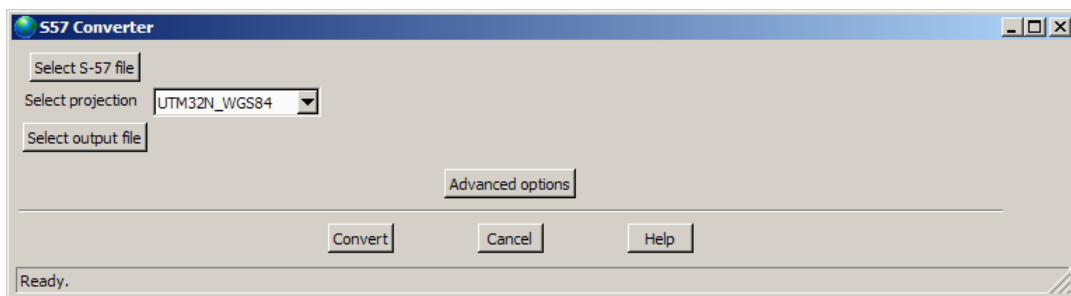 S57 Converter
Select S-57 file
Select projection UTM32N_WGS84
Select output file
Advanced options
Convert Cancel Help
Ready.